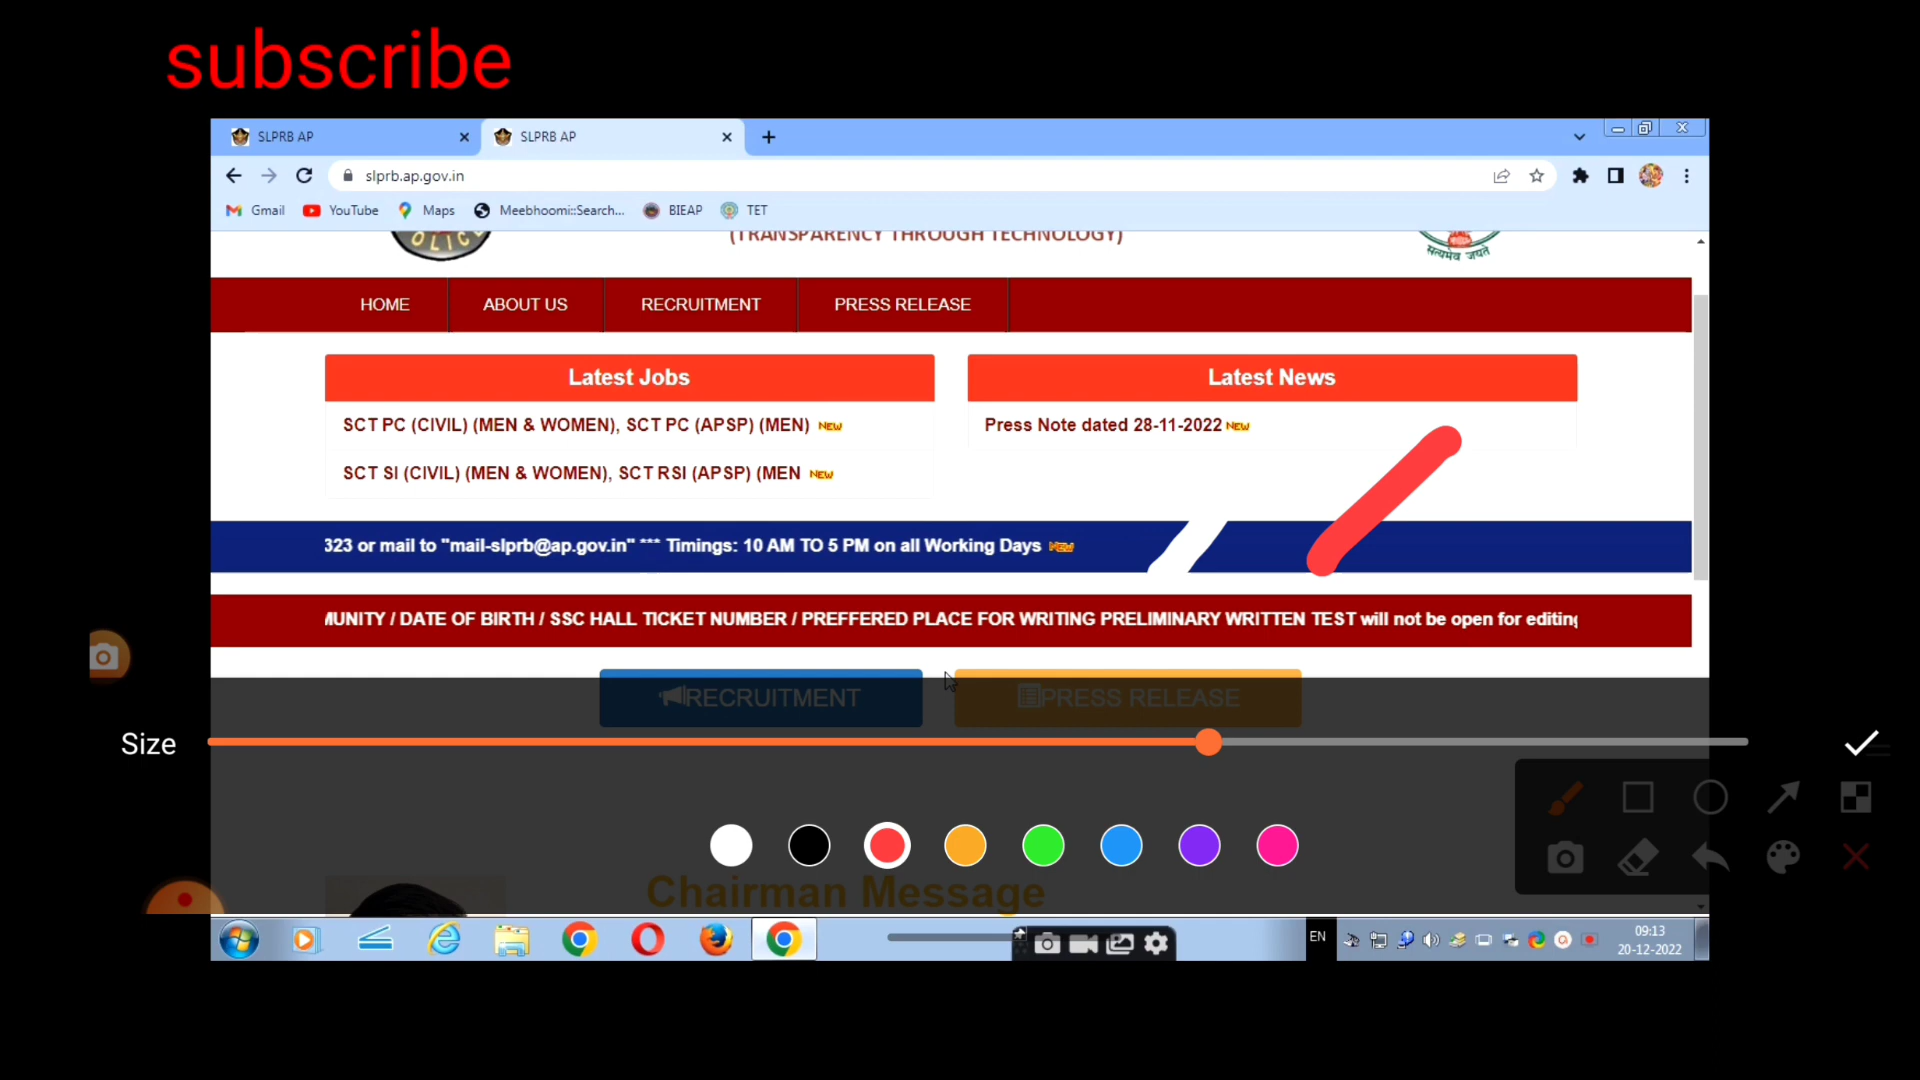 subscribe
SLPRB AP
SLPRB AP
slprb.ap.gov.in
Gmail YouTube Maps Meebhoomi::Search... BIEAP TET
OLICE
(TRANSPARENCY THROUGH TECHNOLOGY)
सत्यमेव जयते
HOME ABOUT US RECRUITMENT PRESS RELEASE
Latest Jobs
Latest News
SCT PC (CIVIL) (MEN & WOMEN), SCT PC (APSP) (MEN) NEW
Press Note dated 28-11-2022 NEW
SCT SI (CIVIL) (MEN & WOMEN), SCT RSI (APSP) (MEN NEW
323 or mail to "mail-slprb@ap.gov.in" *** Timings: 10 AM TO 5 PM on all Working Days NEW
MUNITY / DATE OF BIRTH / SSC HALL TICKET NUMBER / PREFFERED PLACE FOR WRITING PRELIMINARY WRITTEN TEST will not be open for editing
RECRUITMENT
PRESS RELEASE
Size
Chairman Message
EN
09:13
20-12-2022